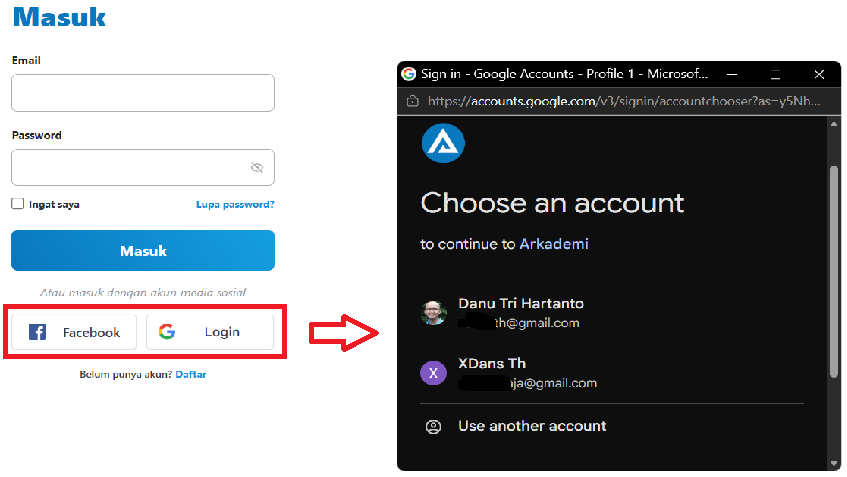 Masuk
Email
Password
Ingat saya
Lupa password?
Masuk
Atau masuk dengan akun media sosial
Facebook
Login
Belum punya akun? Daftar
Sign in - Google Accounts - Profile 1 - Microsof...
https://accounts.google.com/v3/signin/accountchooser?as=y5Nh...
Choose an account
to continue to Arkademi
Danu Tri Hartanto
th@gmail.com
XDans Th
X
ja@gmail.com
Use another account